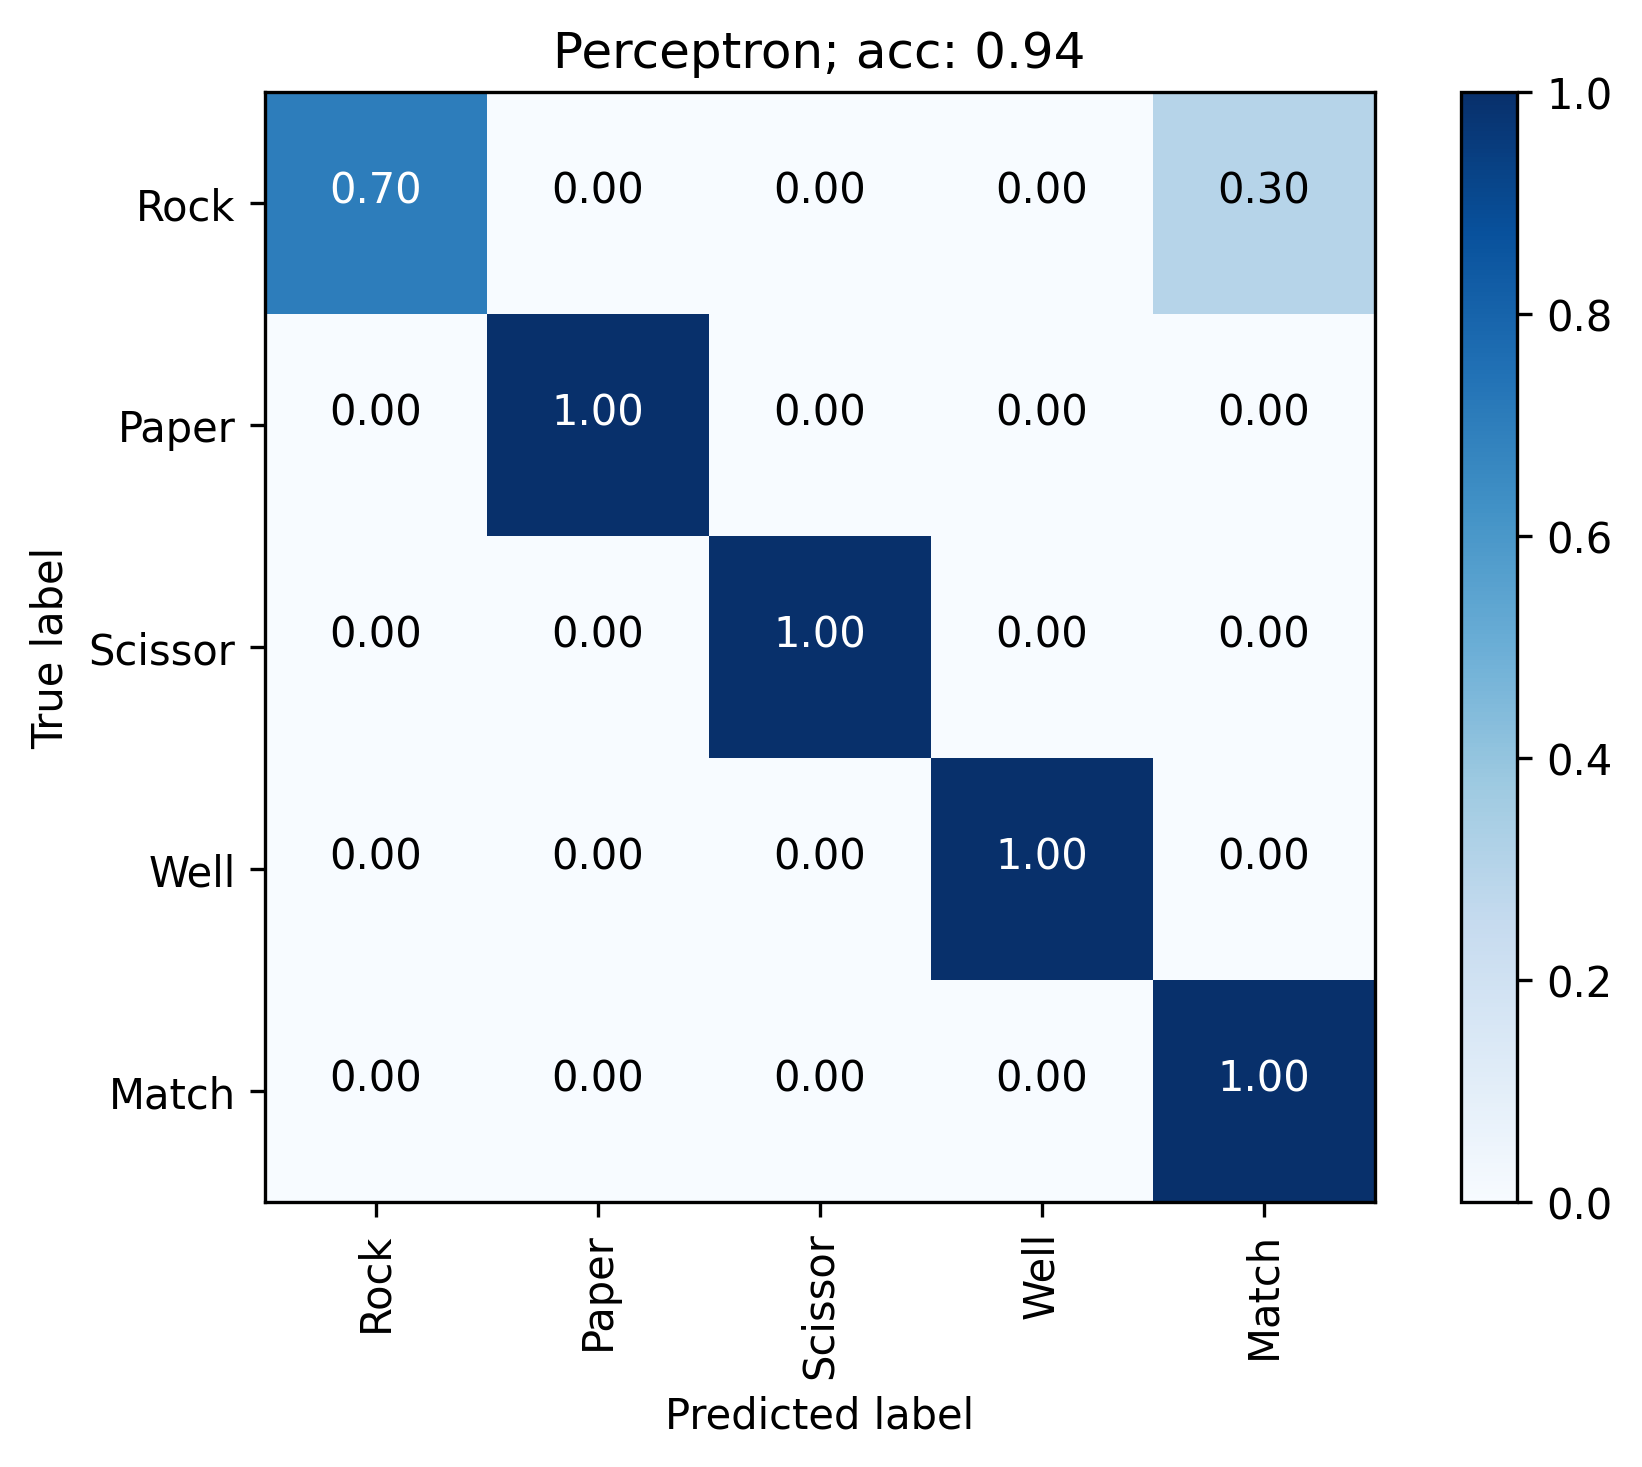 Perceptron; acc: 0.94
True label
Rock 0.70 0.00 0.00 0.00 0.30
Paper 0.00 1.00 0.00 0.00 0.00
Scissor 0.00 0.00 1.00 0.00 0.00
Well 0.00 0.00 0.00 1.00 0.00
Match 0.00 0.00 0.00 0.00 1.00
Rock Paper Scissor Well Match
Predicted label
1.0
0.8
0.6
0.4
0.2
0.0